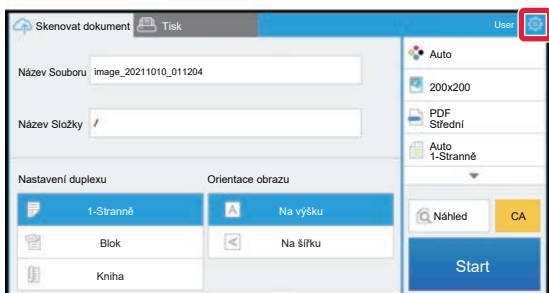 Skenovat dokument
Tisk
User
Název Souboru
image_20211010_011204
Název Složky
/
Nastavení duplexu
1-Stranně
Blok
Kniha
Orientace obrazu
A
Na výšku
A
Na šířku
Auto
200x200
PDF
Střední
Auto
1-Stranně
Náhled
CA
Start